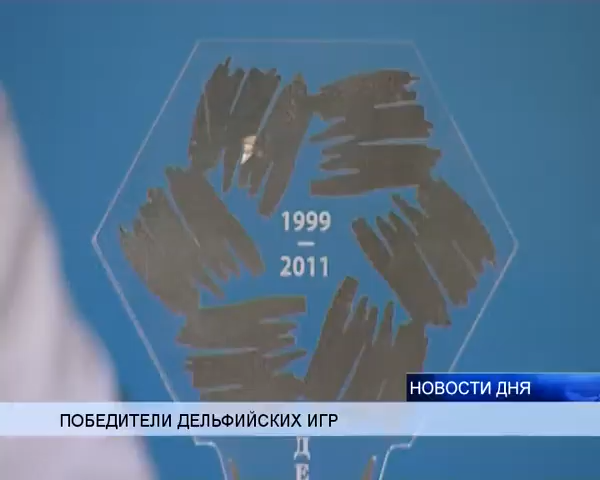 1999
–
2011
НОВОСТИ ДНЯ
ПОБЕДИТЕЛИ ДЕЛЬФИЙСКИХ ИГР
Д
Е